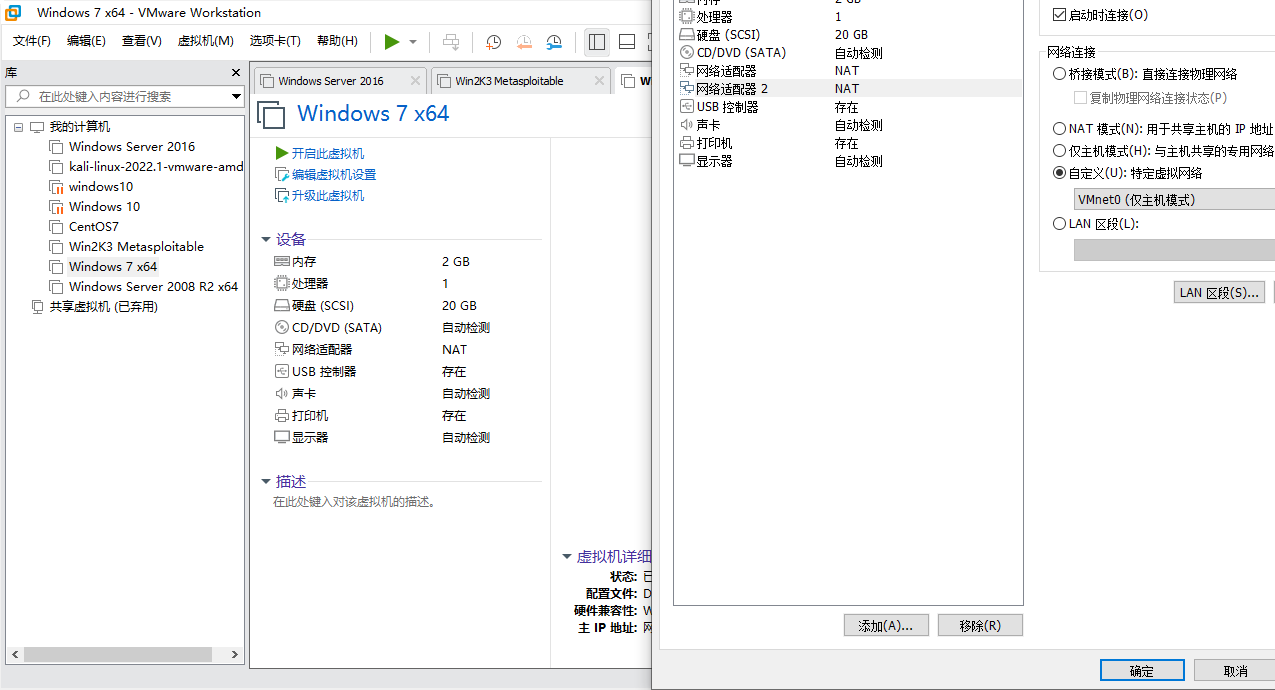 Windows 7 x64 - VMware Workstation
文件(F) 编辑(E) 查看(V) 虚拟机(M) 选项卡(T) 帮助(H)
库
在此处键入内容进行搜索
我的计算机
Windows Server 2016
kali-linux-2022.1-vmware-amd
windows10
Windows 10
CentOS7
Win2K3 Metasploitable
Windows 7 x64
Windows Server 2008 R2 x64
共享虚拟机 (已弃用)
Windows Server 2016 Win2K3 Metasploitable
Windows 7 x64
开启此虚拟机
编辑虚拟机设置
升级此虚拟机
设备
内存 2 GB
处理器 1
硬盘 (SCSI) 20 GB
CD/DVD (SATA) 自动检测
网络适配器 NAT
USB 控制器 存在
声卡 自动检测
打印机 存在
显示器 自动检测
描述
在此处键入对该虚拟机的描述。
虚拟机详细
状态:
配置文件: D
硬件兼容性: W
主 IP 地址: 网
处理器 1
硬盘 (SCSI) 20 GB
CD/DVD (SATA) 自动检测
网络适配器 NAT
网络适配器 2 NAT
USB 控制器 存在
声卡 自动检测
打印机 存在
显示器 自动检测
添加(A)... 移除(R)
启动时连接(O)
网络连接
桥接模式(B): 直接连接物理网络
复制物理网络连接状态(P)
NAT 模式(N): 用于共享主机的 IP 地址
仅主机模式(H): 与主机共享的专用网络
自定义(U): 特定虚拟网络
VMnet0 (仅主机模式)
LAN 区段(L):
LAN 区段(S)...
确定 取消